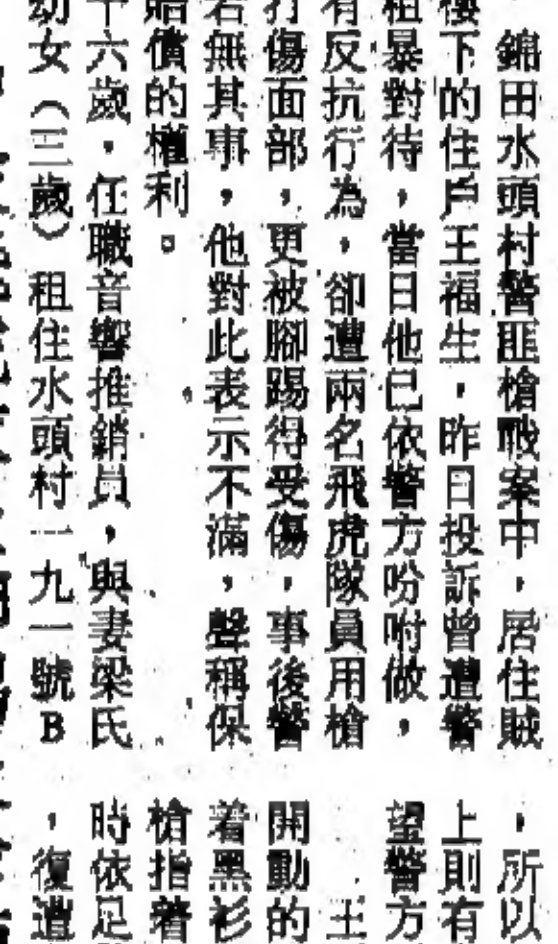 錦田水頭村警匪槍戰案中,居住賊
樓下的住戶王福生,昨日投訴曾遭警
粗暴對待,當日他已依警方吩咐做,
有反抗行為,卻遭兩名飛虎隊員用槍
打傷面部,更被腳踢得受傷,事後警
若無其事,他對此表示不滿,聲稱保
賠償的權利。
十六歲,任職音響推銷員,與妻梁氏
幼女(三歲)租住水頭村一九一號B
,所以
上則有
望警方
王
開動的
着黑衫
槍指着
時依足
,復遭